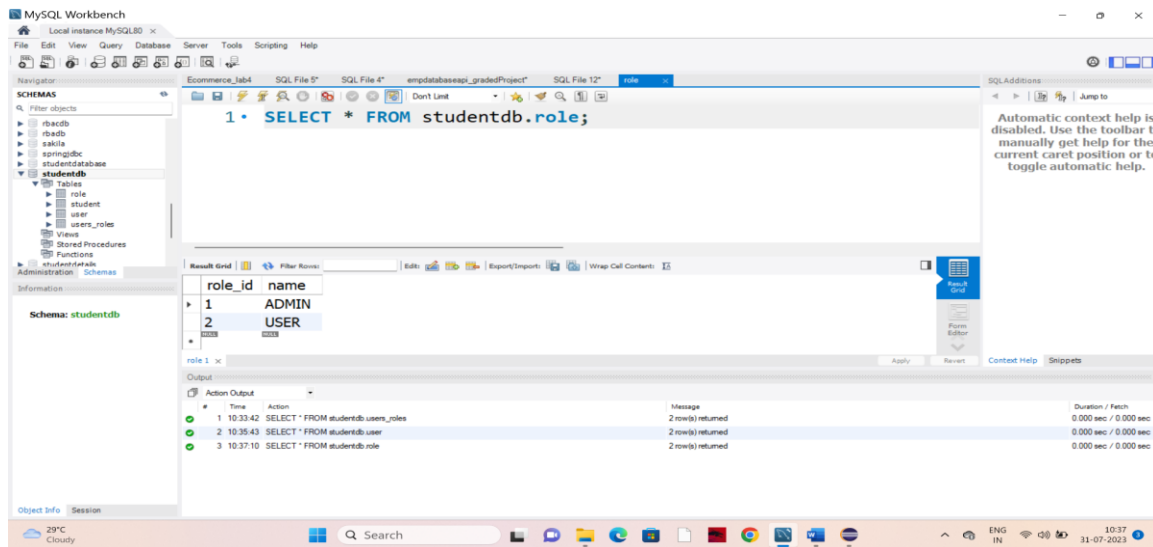 MySQL Workbench
Local instance MySQL80 ×
File Edit View Query Database Server Tools Scripting Help
Navigator
SCHEMAS
Filter objects
rbacdb
rbadb
sakila
springjdbc
studentdatabase
studentdb
Tables
role
student
user
users_roles
Views
Stored Procedures
Functions
studentdetails
Administration Schemas
Information
Schema: studentdb
Object Info Session
Ecommerce_lab4 SQL File 5* SQL File 4* empdatabaseapi_gradedProject* SQL File 12* role ×
Don't Limit
1 SELECT * FROM studentdb.role;
Result Grid Filter Rows: Edit: Export/Import: Wrap Cell Content:
role_id name
1 ADMIN
2 USER
NULL NULL
Result
Grid
Form
Editor
role 1 × Apply Revert
Output
Action Output
# Time Action Message Duration / Fetch
1 10:33:42 SELECT * FROM studentdb.users_roles 2 row(s) returned 0.000 sec / 0.000 sec
2 10:35:43 SELECT * FROM studentdb.user 2 row(s) returned 0.000 sec / 0.000 sec
3 10:37:10 SELECT * FROM studentdb.role 2 row(s) returned 0.000 sec / 0.000 sec
SQLAdditions
Jump to
Automatic context help is
disabled. Use the toolbar t
manually get help for the
current caret position or t
toggle automatic help.
Context Help Snippets
29°C
Cloudy
Search
ENG
IN
10:37
31-07-2023
3